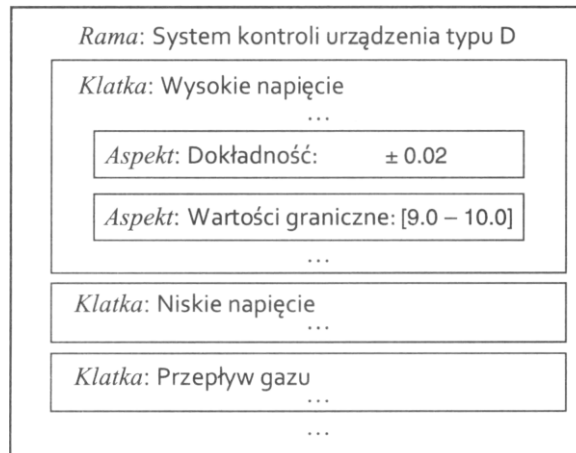 Rama: System kontroli urządzenia typu D
Klatka: Wysokie napięcie
...
Aspekt: Dokładność: ± 0.02
Aspekt: Wartości graniczne: [9.0 – 10.0]
...
Klatka: Niskie napięcie
...
Klatka: Przepływ gazu
...
...